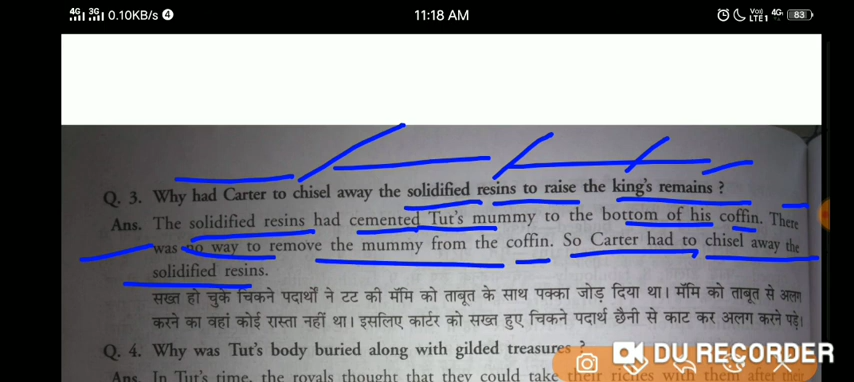 4G 3G 0.10KB/s 4 11:18 AM Vo) LTE1 4G 83
Q. 3. Why had Carter to chisel away the solidified resins to raise the king's remains ?
Ans. The solidified resins had cemented Tut's mummy to the bottom of his coffin. There
was no way to remove the mummy from the coffin. So Carter had to chisel away the
solidified resins.
सख्त हो चुके चिकने पदार्थों ने टट की मॅमि को ताबूत के साथ पक्का जोड़ दिया था। मॅमि को ताबूत से अलग
करने का वहां कोई रास्ता नहीं था। इसलिए कार्टर को सख्त हुए चिकने पदार्थ छैनी से काट कर अलग करने पड़े।
Q. 4. Why was Tut's body buried along with gilded treasures ?
DU RECORDER
Ans. In Tut's time, the royals thought that they could take their riches with them after their